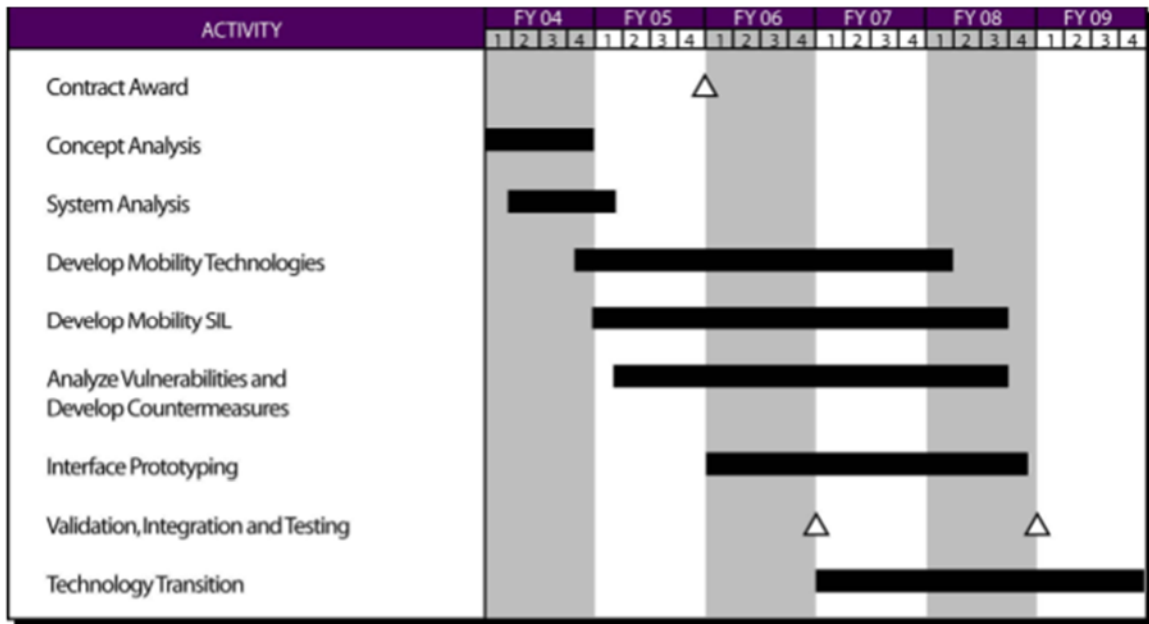 ACTIVITY
FY 04 FY 05 FY 06 FY 07 FY 08 FY 09
1 2 3 4 1 2 3 4 1 2 3 4 1 2 3 4 1 2 3 4 1 2 3 4
Contract Award
Concept Analysis
System Analysis
Develop Mobility Technologies
Develop Mobility SIL
Analyze Vulnerabilities and
Develop Countermeasures
Interface Prototyping
Validation, Integration and Testing
Technology Transition